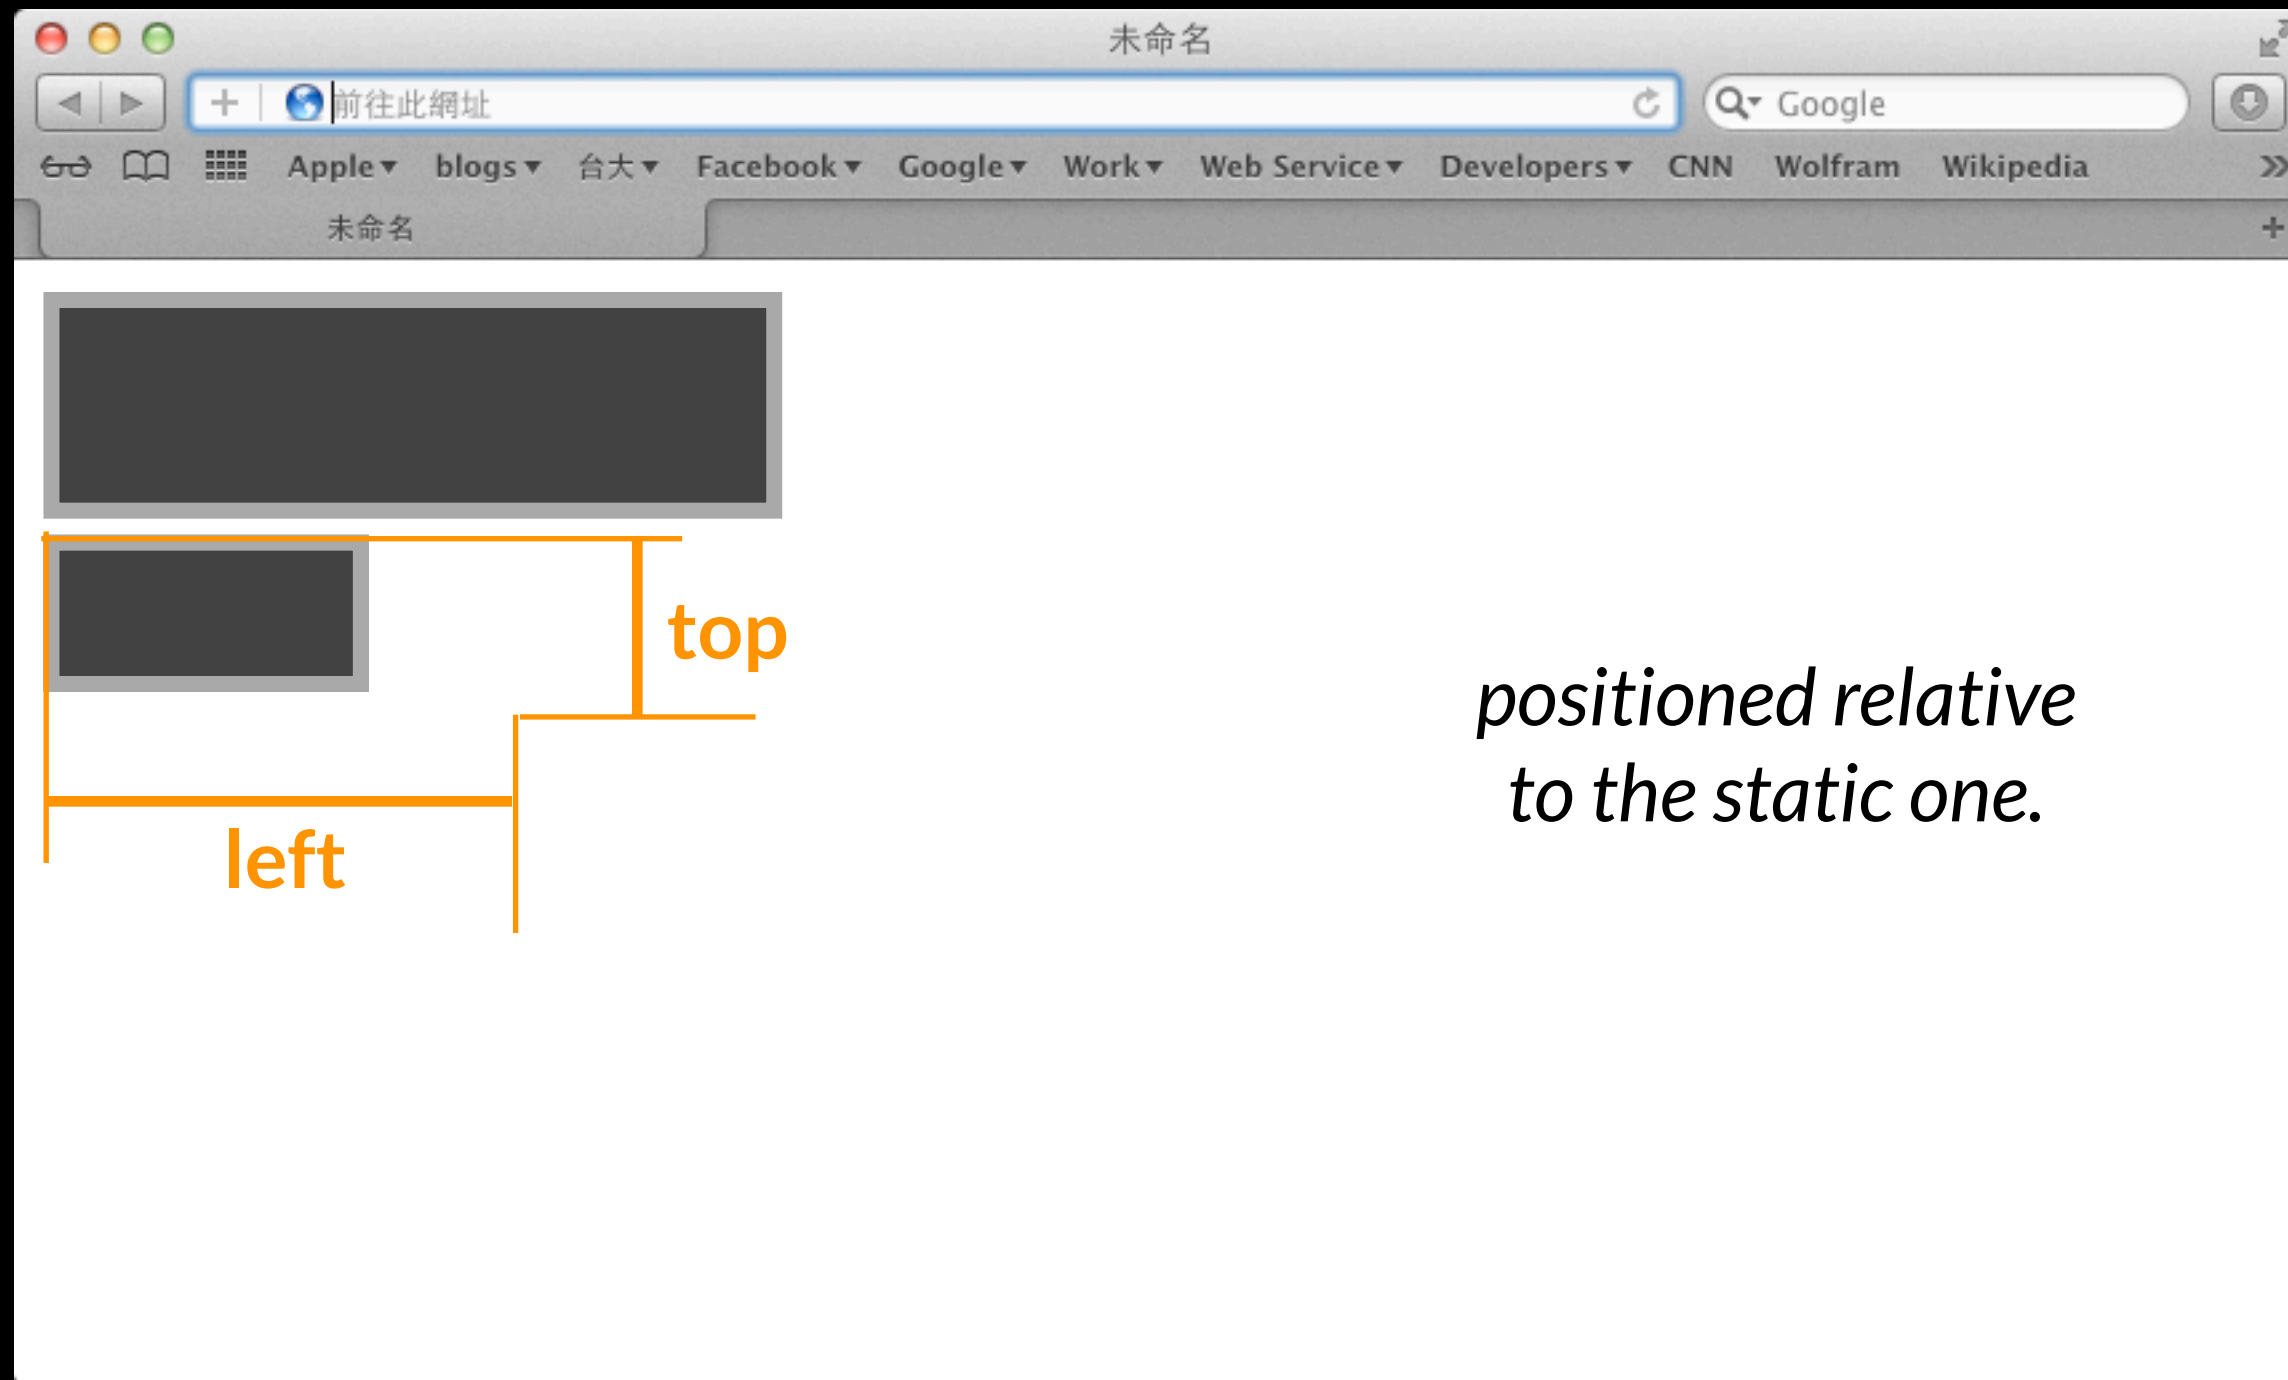 未命名
前往此網址
Google
Apple blogs 台大 Facebook Google Work Web Service Developers CNN Wolfram Wikipedia
未命名
top
left
positioned relative
to the static one.